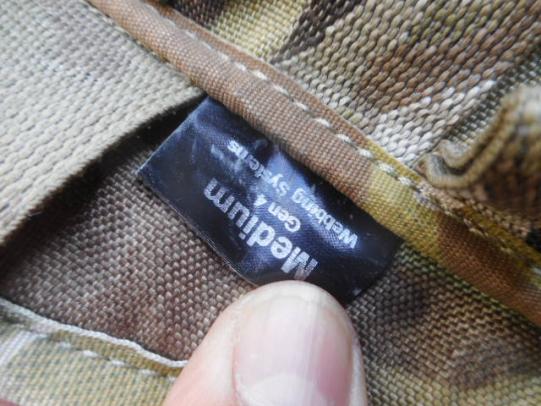 Medium
Gen 4
Webbing Systems